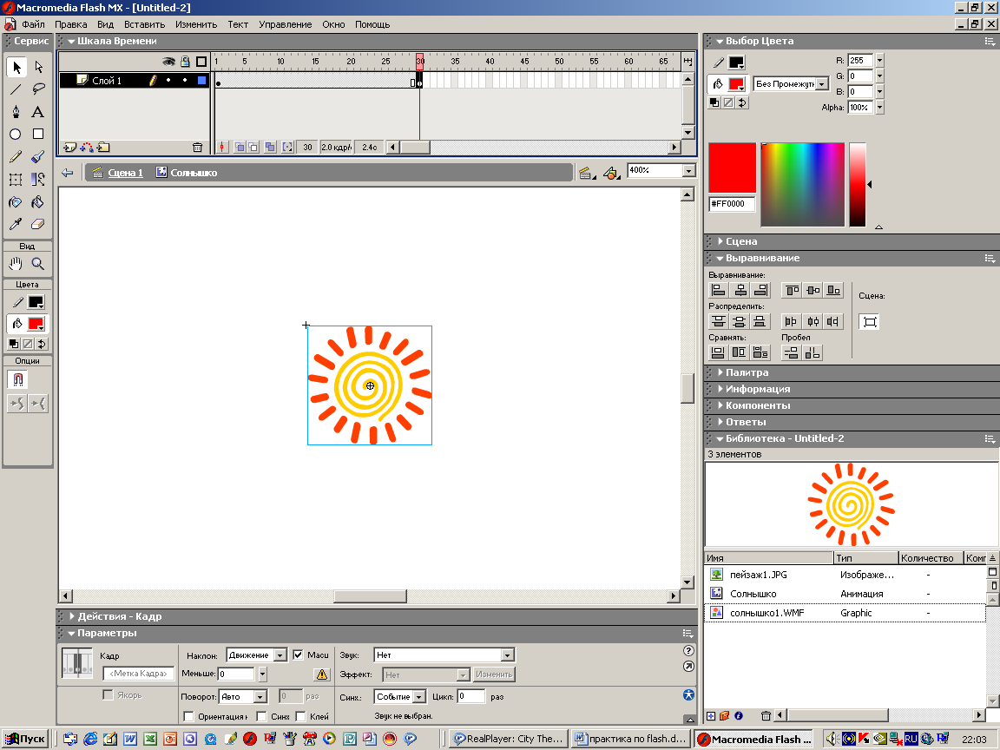 Macromedia Flash MX - [Untitled-2]
Файл Правка Вид Вставить Изменить Тект Управление Окно Помощь
Сервис
Шкала Времени
1 5 10 15 20 25 30 35 40 45 50 55 60 65
Слой 1
30 2.0 кдр/ 2.4с
Сцена 1 Солнышко 400%
Вид
Цвета
Опции
Выбор Цвета
R: 255
Без Промежутк G: 0
B: 0
Alpha: 100%
#FF0000
Сцена
Выравнивание
Выравнивание:
Сцена:
Распределить:
Сравнять: Пробел
Палитра
Информация
Компоненты
Ответы
Библиотека - Untitled-2
3 элементов
Имя Тип Количество Комг
пейзаж1.JPG Изображе... -
Солнышко Анимация -
солнышко1.WMF Graphic -
Действия - Кадр
Параметры
Кадр Наклон: Движение Масш Звук: Нет
<Метка Кадра> Меньше: 0 Эффект: Нет Изменить
Якорь Поворот: Авто 0 раз Синх.: Событие Цикл: 0 раз
Ориентация Синх Клей Звук не выбран.
Пуск RealPlayer: City The... практика по flash.d... Macromedia Flash ... RU 22:03